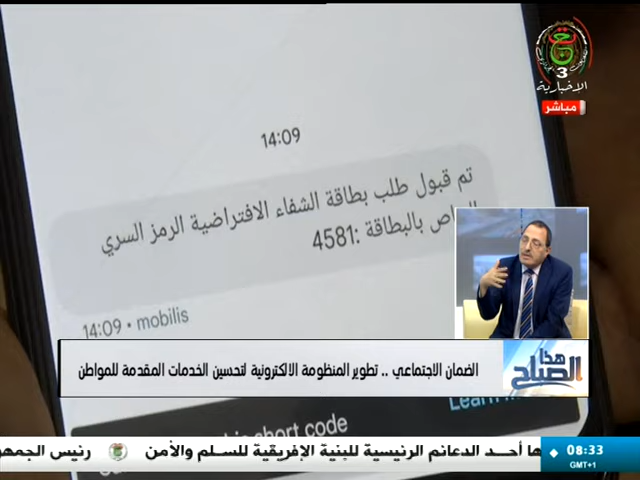 3
الإخبارية
مباشر
14:09
تم قبول طلب بطاقة الشفاء الافتراضية الرمز السري
بالبطاقة :4581
14:09 • mobilis
هذا
الصباح
الضمان الاجتماعي .. تطوير المنظومة الالكترونية لتحسين الخدمات المقدمة للمواطن
short code
ها أحد الدعائم الرئيسية للبنية الإفريقية للسلم والأمن
رئيس الجمهو
08:33
GMT+1